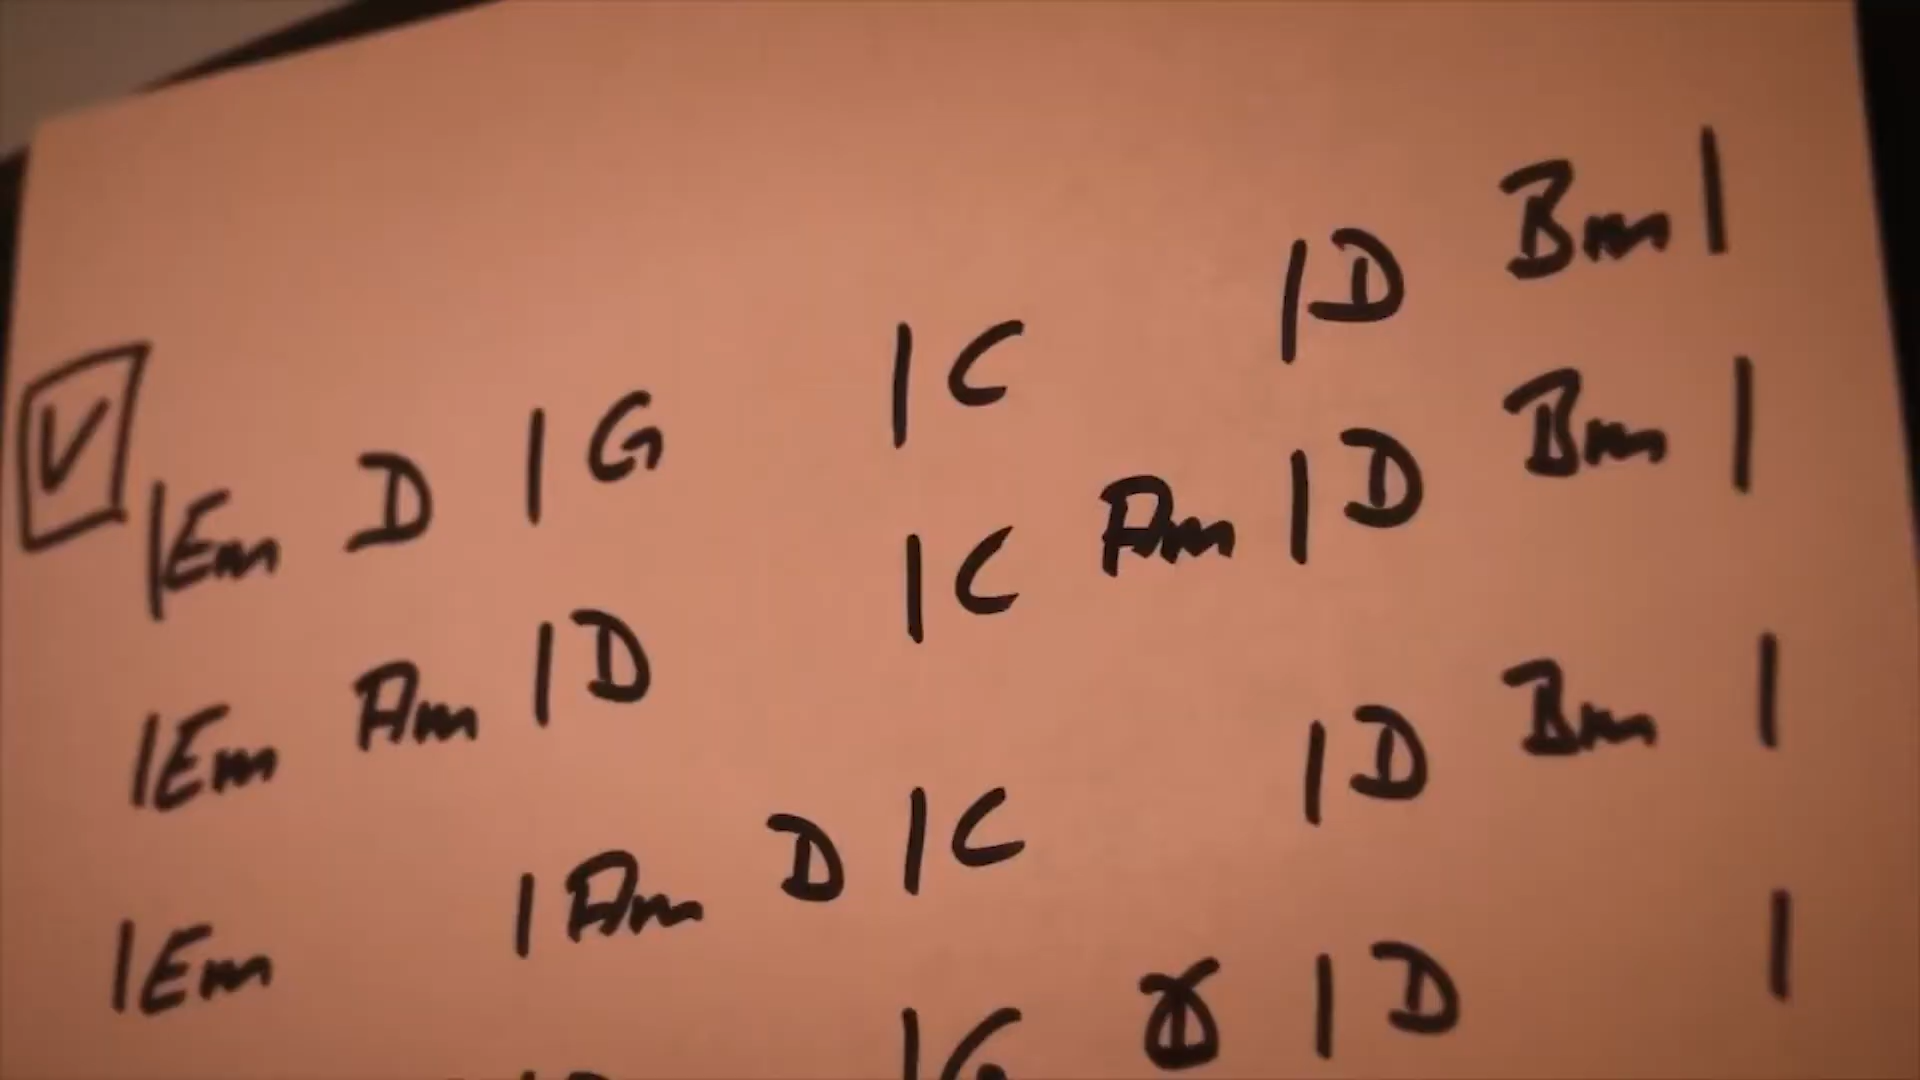 V |Em D |G |C |D Bm|
|Em Am |D |C Am |D Bm |
|Em |Am D |C |D Bm |
|G |D |